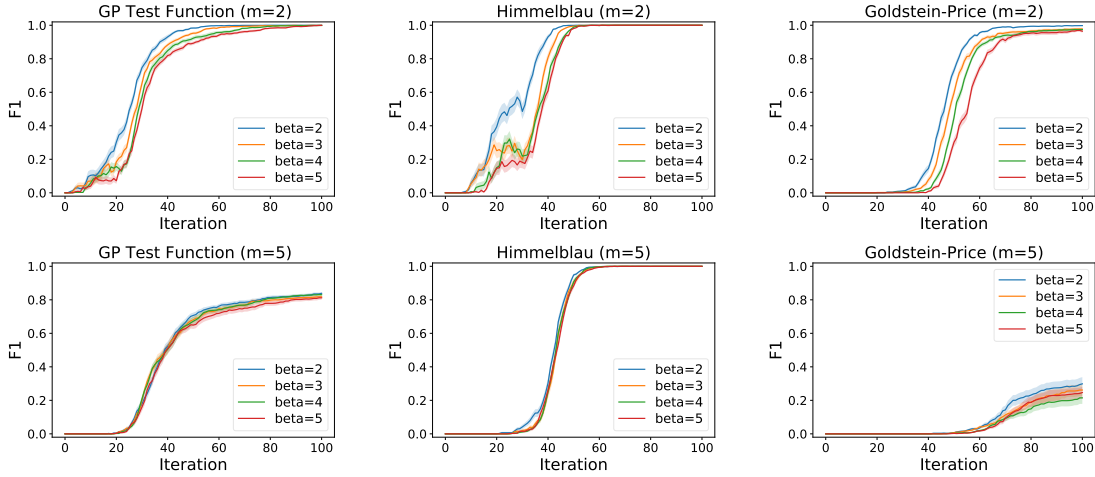 GP Test Function (m=2)
F1
1.0
0.8
0.6
0.4
0.2
0.0
beta=2
beta=3
beta=4
beta=5
0 20 40 60 80 100
Iteration
Himmelblau (m=2)
F1
1.0
0.8
0.6
0.4
0.2
0.0
beta=2
beta=3
beta=4
beta=5
0 20 40 60 80 100
Iteration
Goldstein-Price (m=2)
F1
1.0
0.8
0.6
0.4
0.2
0.0
beta=2
beta=3
beta=4
beta=5
0 20 40 60 80 100
Iteration
GP Test Function (m=5)
F1
1.0
0.8
0.6
0.4
0.2
0.0
beta=2
beta=3
beta=4
beta=5
0 20 40 60 80 100
Iteration
Himmelblau (m=5)
F1
1.0
0.8
0.6
0.4
0.2
0.0
beta=2
beta=3
beta=4
beta=5
0 20 40 60 80 100
Iteration
Goldstein-Price (m=5)
F1
1.0
0.8
0.6
0.4
0.2
0.0
beta=2
beta=3
beta=4
beta=5
0 20 40 60 80 100
Iteration